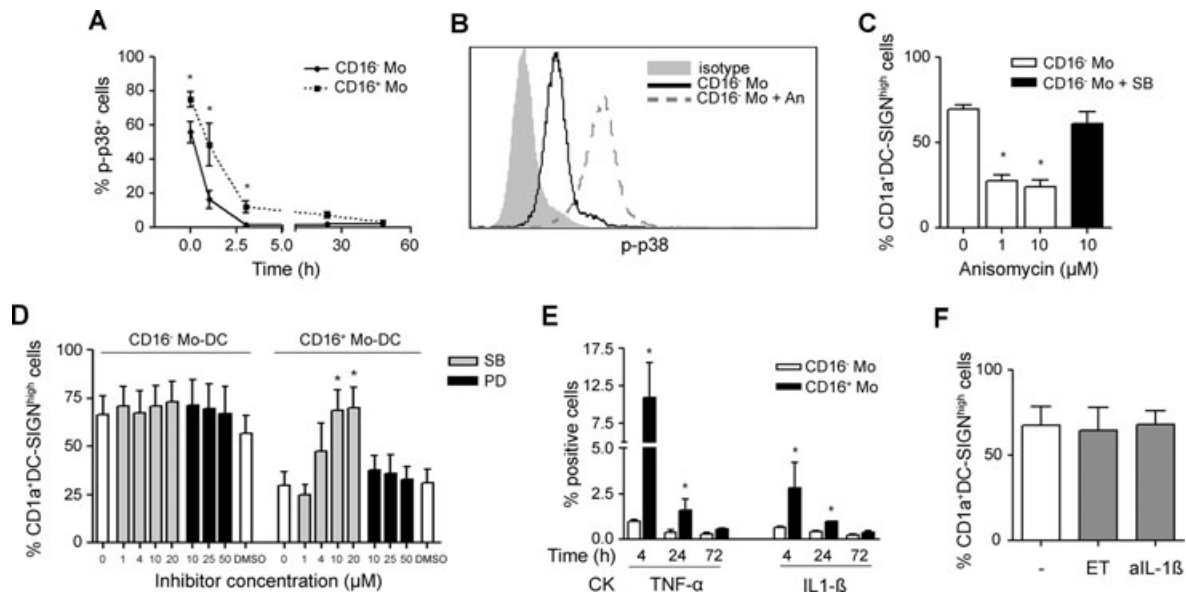 A
% p-p38⁺ cells
100
80
60
40
20
0
0.0 2.5 5.0 30 60
Time (h)
CD16⁻ Mo
CD16⁺ Mo
*
*
*
B
isotype
CD16⁻ Mo
CD16⁻ Mo + An
p-p38
C
% CD1a⁺DC-SIGNʰⁱᵍʰ cells
100
50
0
CD16⁻ Mo
CD16⁻ Mo + SB
* *
0 1 10 10
Anisomycin (µM)
D
% CD1a⁺DC-SIGNʰⁱᵍʰ cells
100
75
50
25
0
CD16⁻ Mo-DC CD16⁺ Mo-DC
SB
PD
* *
0 1 4 10 20 10 25 50 DMSO 0 1 4 10 20 10 25 50 DMSO
Inhibitor concentration (µM)
E
% positive cells
17.5
12.5
7.5
5.0
2.5
0
CD16⁻ Mo
CD16⁺ Mo
* * * *
Time (h) 4 24 72 4 24 72
CK TNF-α IL1-ß
F
% CD1a⁺DC-SIGNʰⁱᵍʰ cells
100
75
50
25
0
- ET aIL-1ß